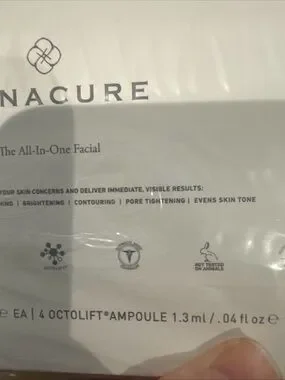 NACURE
The All-In-One Facial
YOUR SKIN CONCERNS AND DELIVER IMMEDIATE, VISIBLE RESULTS:
| BRIGHTENING | CONTOURING | PORE TIGHTENING | EVENS SKIN TONE
NOT TESTED
ON ANIMALS
℮ EA | 4 OCTOLIFT® AMPOULE 1.3 ml / .04 fl oz ℮